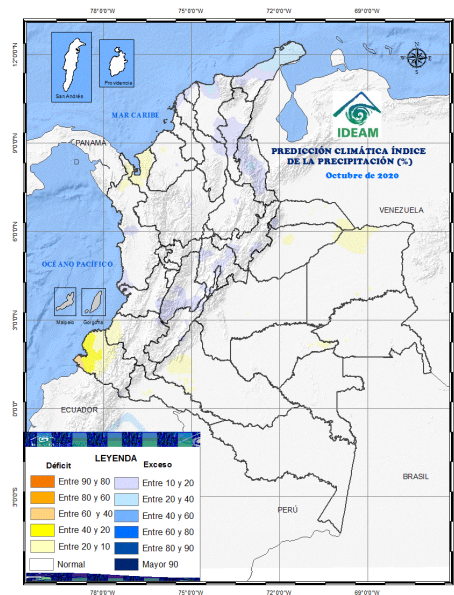 78°0'0"W
75°0'0"W
72°0'0"W
69°0'0"W
12°0'0"N
9°0'0"N
6°0'0"N
3°0'0"N
0°0'0"
3°0'0"S
San Andrés
Providencia
MAR CARIBE
PANAMA
IDEAM
PREDICCIÓN CLIMÁTICA ÍNDICE
DE LA PRECIPITACIÓN (%)
Octubre de 2020
VENEZUELA
OCÉANO PACÍFICO
Malpelo
Gorgona
ECUADOR
BRASIL
PERÚ
LEYENDA
Déficit
Exceso
Entre 90 y 80
Entre 10 y 20
Entre 80 y 60
Entre 20 y 40
Entre 60 y 40
Entre 40 y 60
Entre 40 y 20
Entre 60 y 80
Entre 20 y 10
Entre 80 y 90
Normal
Mayor 90
78°0'0"W
75°0'0"W
72°0'0"W
69°0'0"W